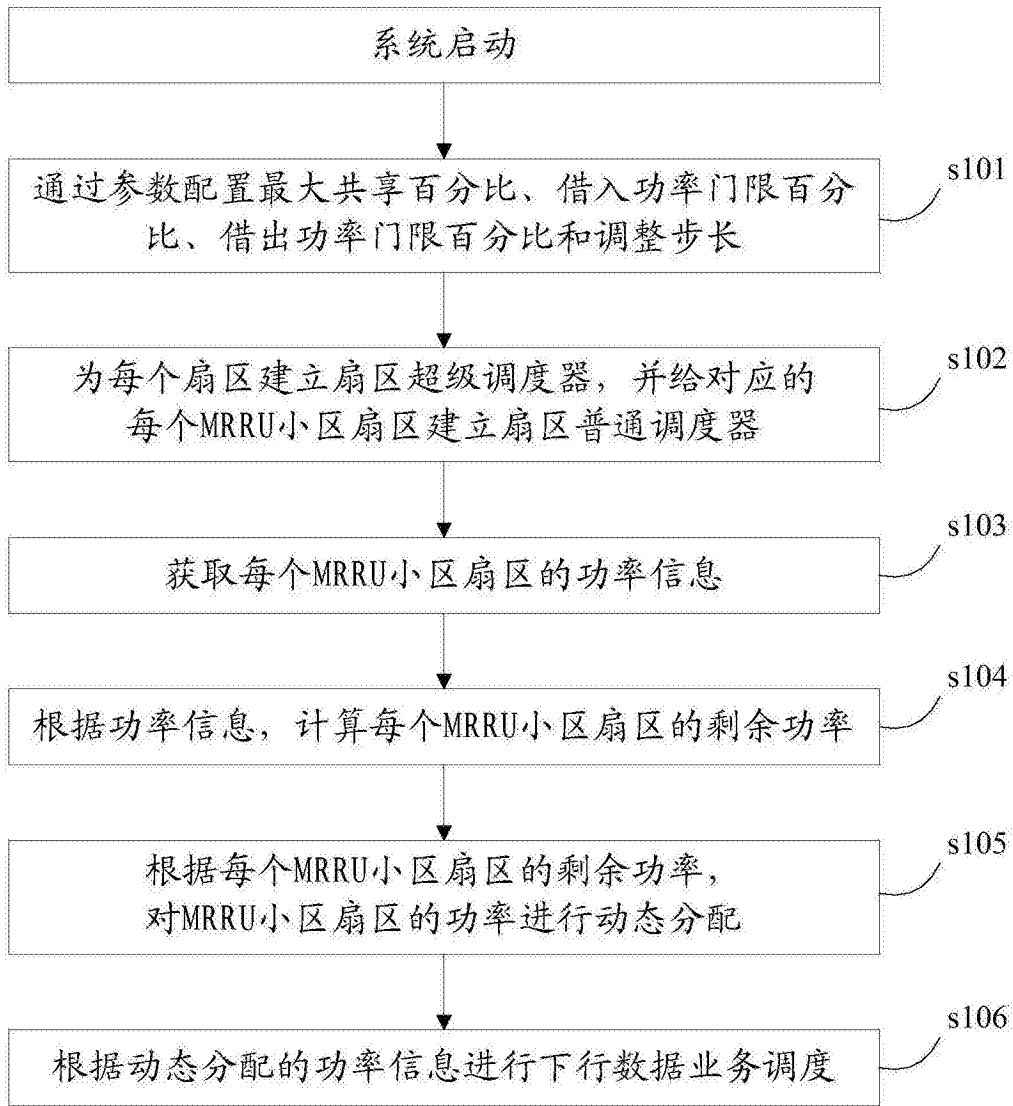 系统启动
s101
通过参数配置最大共享百分比、借入功率门限百分
比、借出功率门限百分比和调整步长
s102
为每个扇区建立扇区超级调度器，并给对应的
每个MRRU小区扇区建立扇区普通调度器
s103
获取每个MRRU小区扇区的功率信息
s104
根据功率信息，计算每个MRRU小区扇区的剩余功率
s105
根据每个MRRU小区扇区的剩余功率，
对MRRU小区扇区的功率进行动态分配
s106
根据动态分配的功率信息进行下行数据业务调度